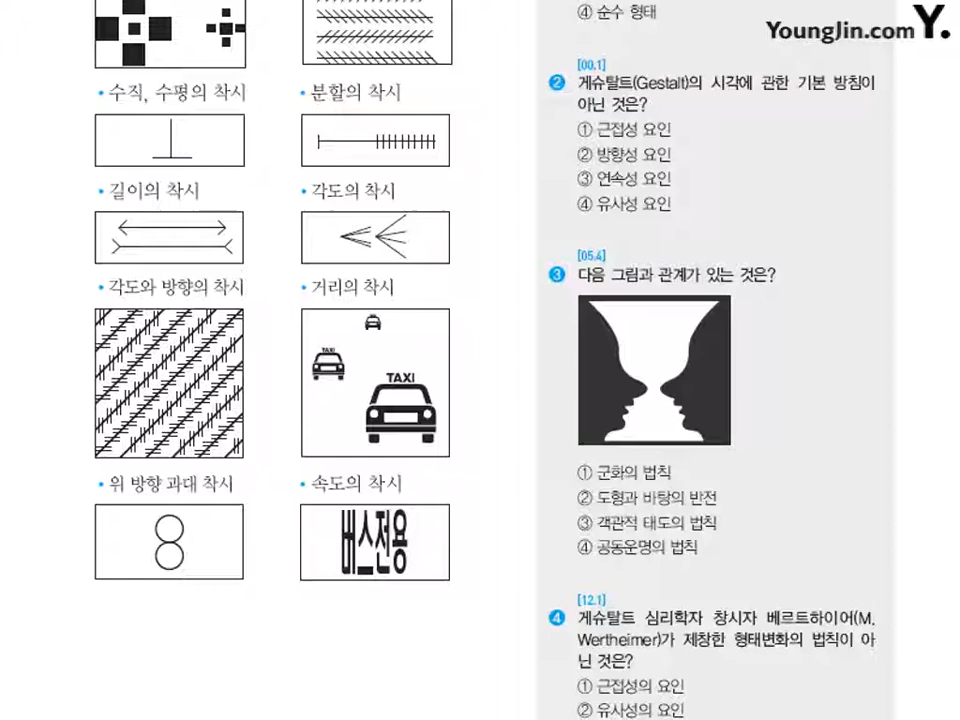 YoungJin.com Y.
• 수직, 수평의 착시
• 분할의 착시
• 길이의 착시
• 각도의 착시
• 각도와 방향의 착시
• 거리의 착시
TAXI
TAXI
• 위 방향 과대 착시
• 속도의 착시
버스전용
④ 순수 형태
[00.1]
2 게슈탈트(Gestalt)의 시각에 관한 기본 방침이
아닌 것은?
① 근접성 요인
② 방향성 요인
③ 연속성 요인
④ 유사성 요인
[05.4]
3 다음 그림과 관계가 있는 것은?
① 군화의 법칙
② 도형과 바탕의 반전
③ 객관적 태도의 법칙
④ 공동운명의 법칙
[12.1]
4 게슈탈트 심리학자 창시자 베르트하이어(M.
Wertheimer)가 제창한 형태변화의 법칙이 아
닌 것은?
① 근접성의 요인
② 유사성의 요인